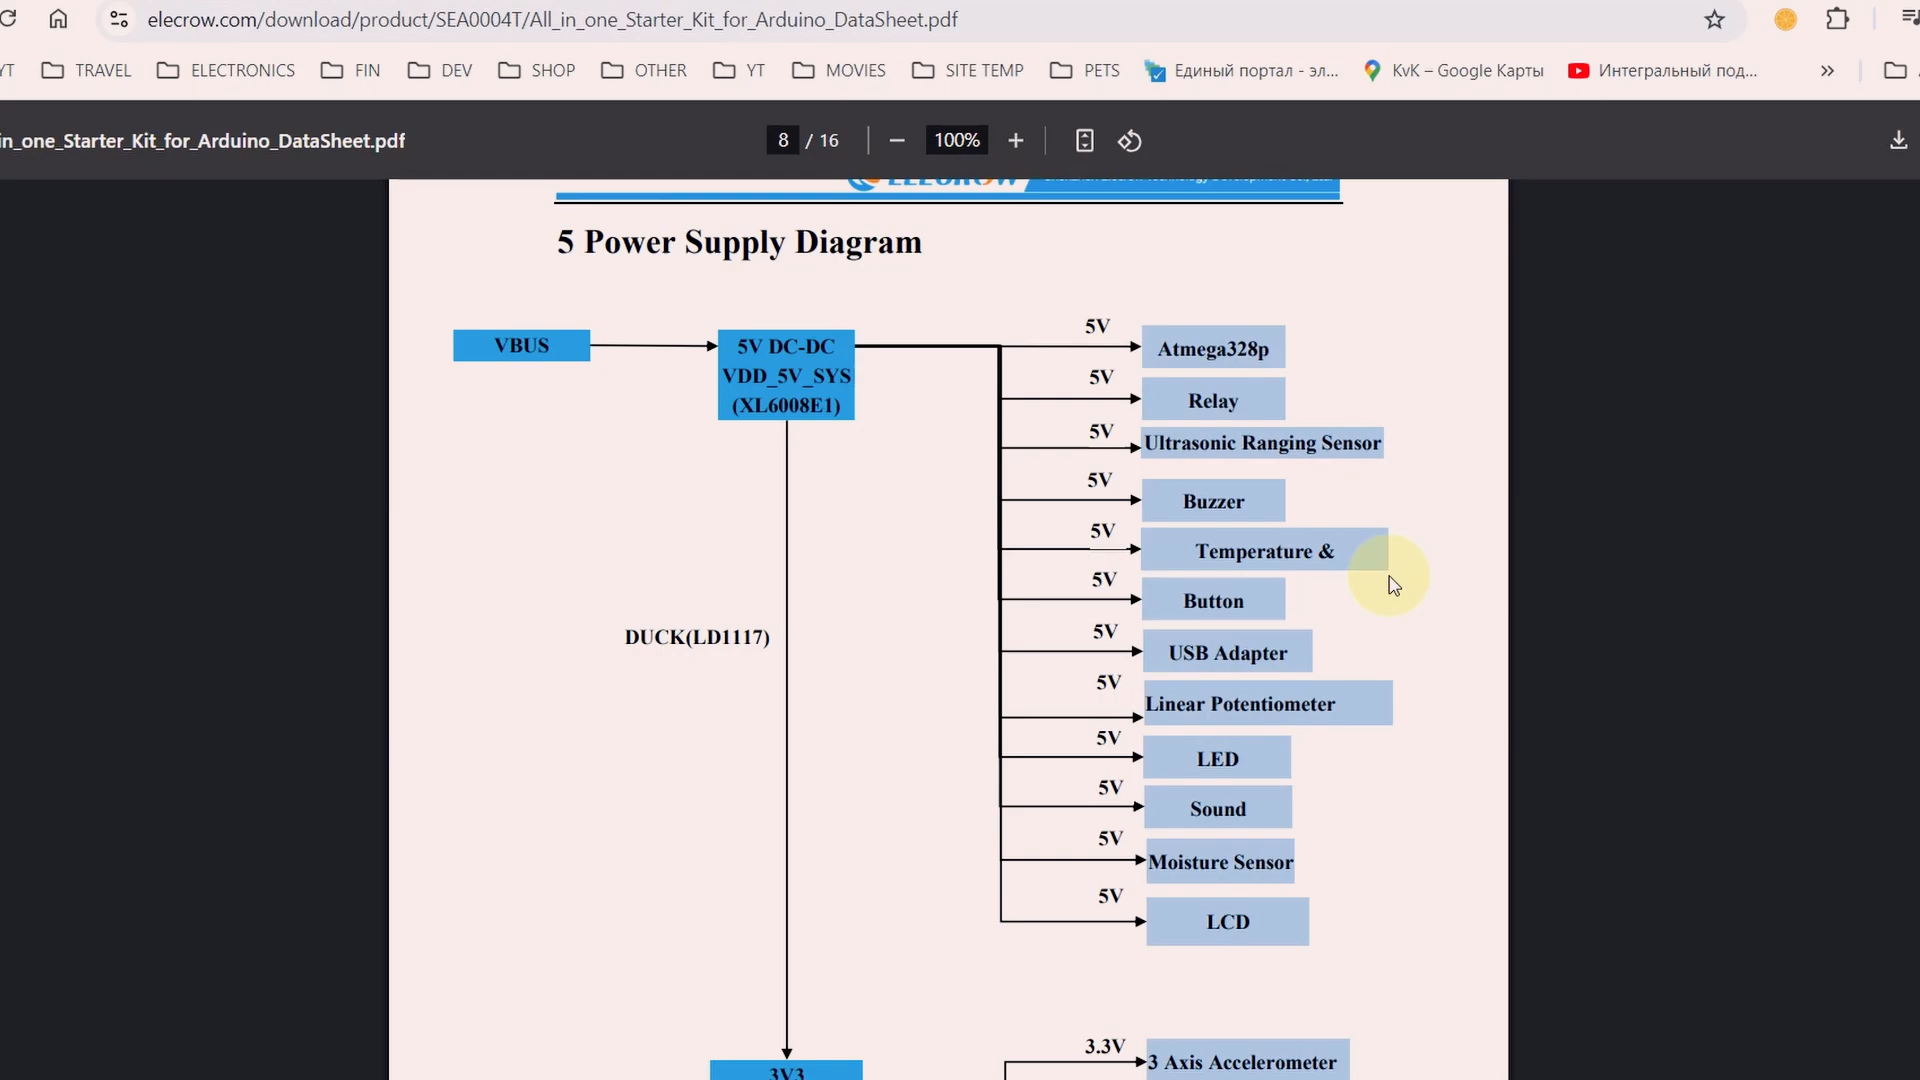 elecrow.com/download/product/SEA0004T/All_in_one_Starter_Kit_for_Arduino_DataSheet.pdf
YT TRAVEL ELECTRONICS FIN DEV SHOP OTHER YT MOVIES SITE TEMP PETS Единый портал - эл... KvK – Google Карты Интегральный под...
in_one_Starter_Kit_for_Arduino_DataSheet.pdf
8 / 16
100%
ELECROW
5 Power Supply Diagram
VBUS
5V DC-DC
VDD_5V_SYS
(XL6008E1)
5V
Atmega328p
5V
Relay
5V
Ultrasonic Ranging Sensor
5V
Buzzer
5V
Temperature &
5V
Button
5V
USB Adapter
DUCK(LD1117)
5V
Linear Potentiometer
5V
LED
5V
Sound
5V
Moisture Sensor
5V
LCD
3.3V
3 Axis Accelerometer
3V3